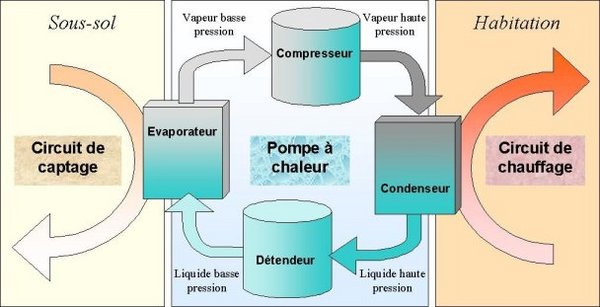 Sous-sol
Vapeur basse
pression
Vapeur haute
pression
Habitation
Compresseur
Evaporateur
Circuit de
captage
Pompe à
chaleur
Condenseur
Circuit de
chauffage
Détendeur
Liquide basse
pression
Liquide haute
pression